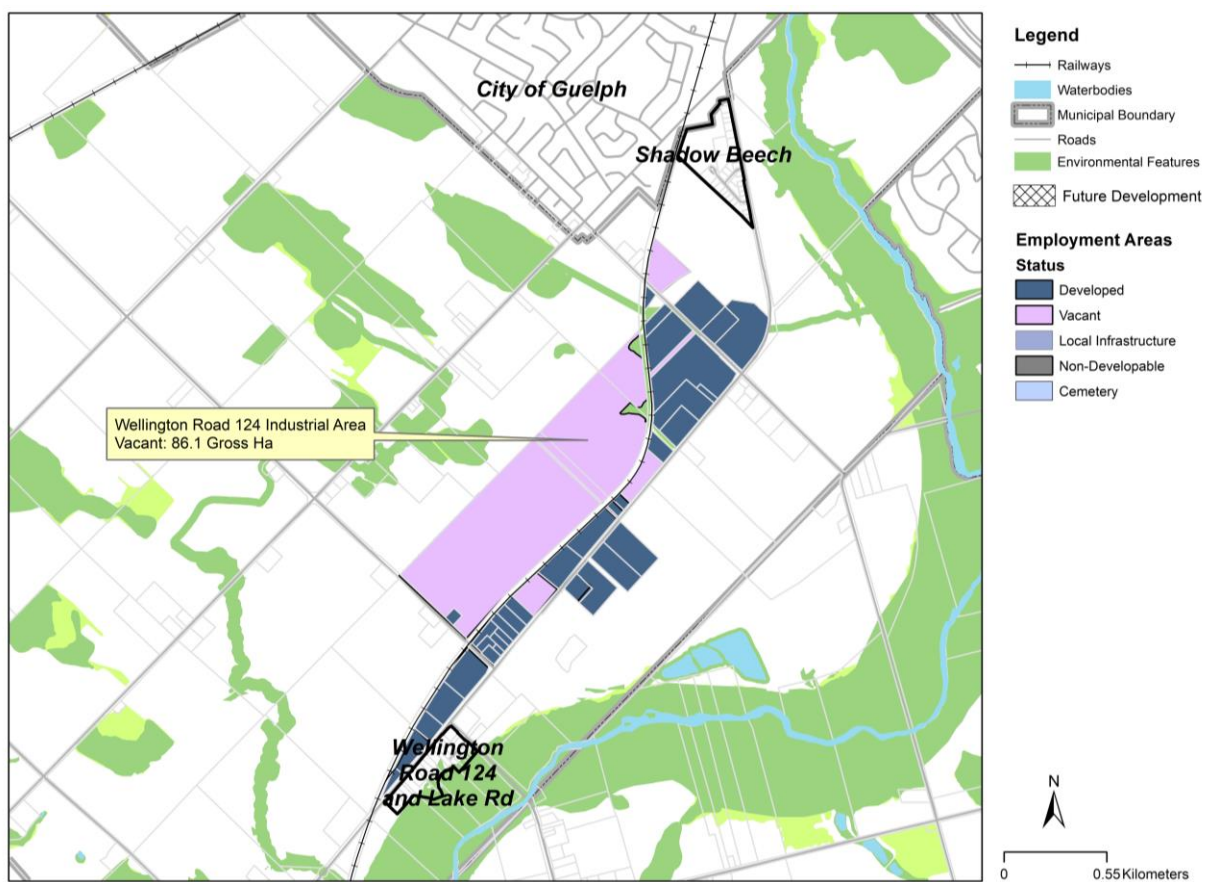 City of Guelph
Shadow Beech
Wellington Road 124 Industrial Area
Vacant: 86.1 Gross Ha
Wellington
Road 124
and Lake Rd
Legend
Railways
Waterbodies
Municipal Boundary
Roads
Environmental Features
Future Development
Employment Areas
Status
Developed
Vacant
Local Infrastructure
Non-Developable
Cemetery
N
0 0.55 Kilometers